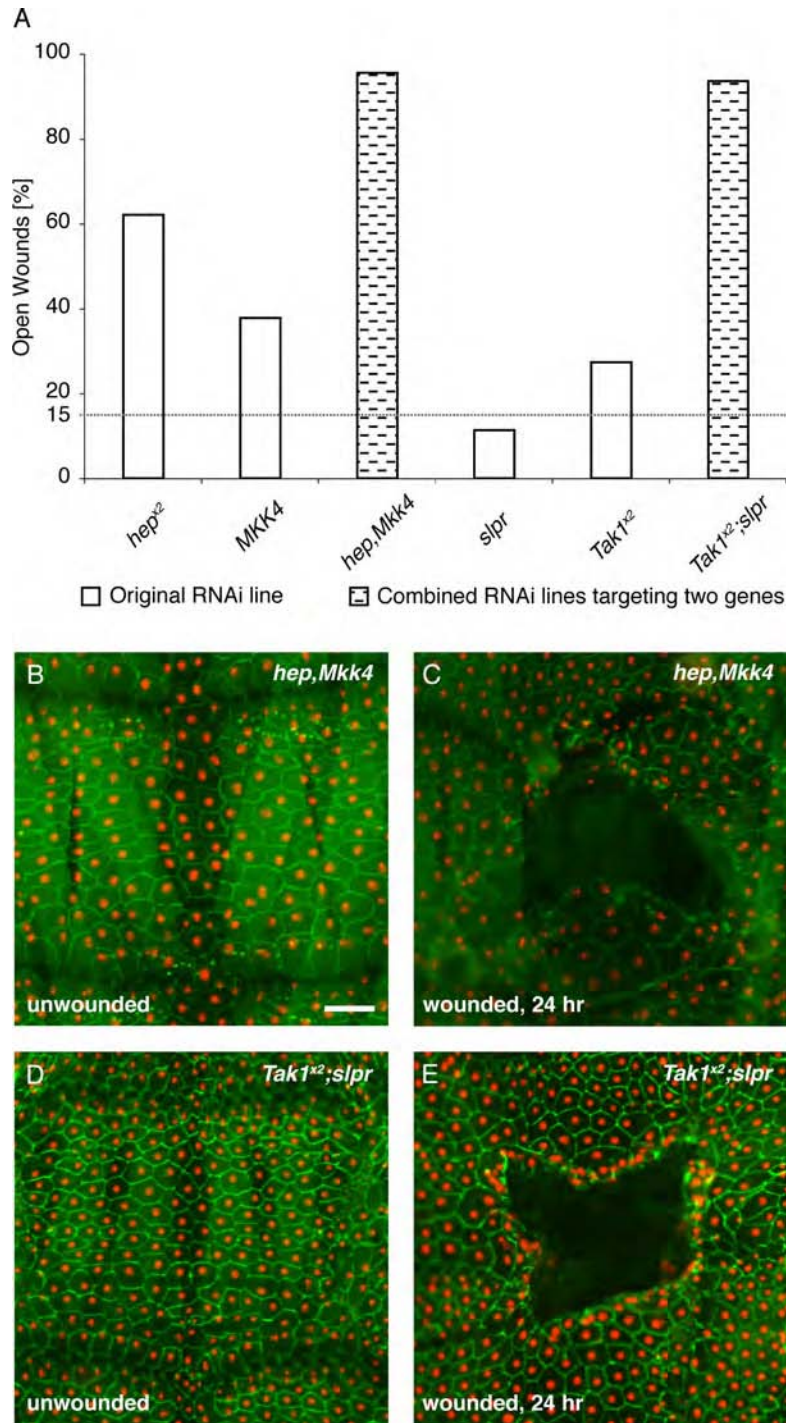 A
Open Wounds [%]
100
80
60
40
20
15
0
hep^x2
MKK4
hep,Mkk4
slpr
Tak1^x2
Tak1^x2;slpr
Original RNAi line
Combined RNAi lines targeting two genes
B
hep,Mkk4
unwounded
C
hep,Mkk4
wounded, 24 hr
D
Tak1^x2;slpr
unwounded
E
Tak1^x2;slpr
wounded, 24 hr